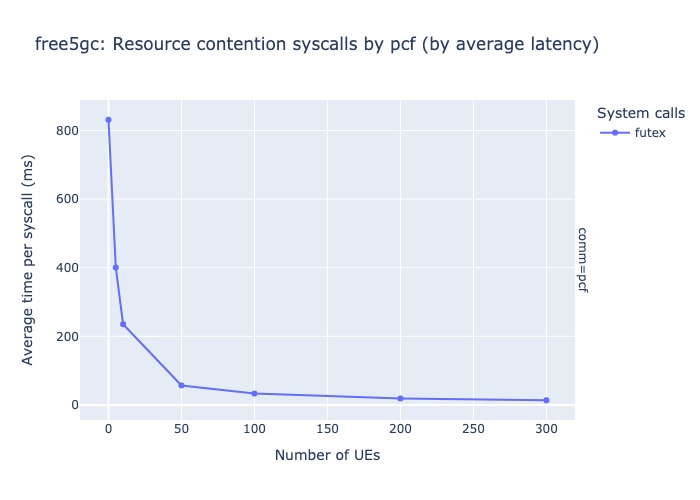 free5gc: Resource contention syscalls by pcf (by average latency)
System calls
futex
Average time per syscall (ms)
800
600
400
200
0
comm=pcf
0 50 100 150 200 250 300
Number of UEs